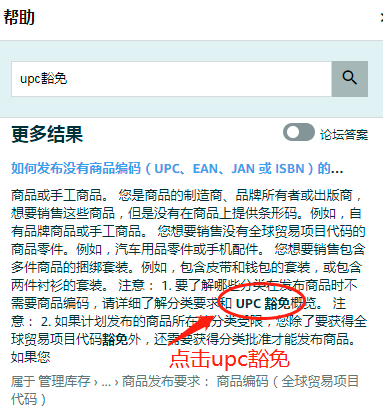 帮助
upc豁免
更多结果
论坛答案
如何发布没有商品编码（UPC、EAN、JAN 或 ISBN）的...
商品或手工商品。 您是商品的制造商、品牌所有者或出版商，
想要销售这些商品，但是没有在商品上提供条形码。例如，自
有品牌商品或手工商品。 您想要销售没有全球贸易项目代码的
商品零件。例如，汽车用品零件或手机配件。 您想要销售包含
多件商品的捆绑套装。例如，包含皮带和钱包的套装，或包含
两件衬衫的套装。 注意： 1. 要了解哪些分类在发布商品时不
需要商品编码，请详细了解分类要求和 UPC 豁免概览。 注
意： 2. 如果计划发布的商品所在的分类受限，您除了要获得全
球贸易项目代码豁免外，还需要获得分类批准才能发布商品。
如果您
点击upc豁免
属于 管理库存 › ... › 商品发布要求： 商品编码（全球贸易项目
代码）